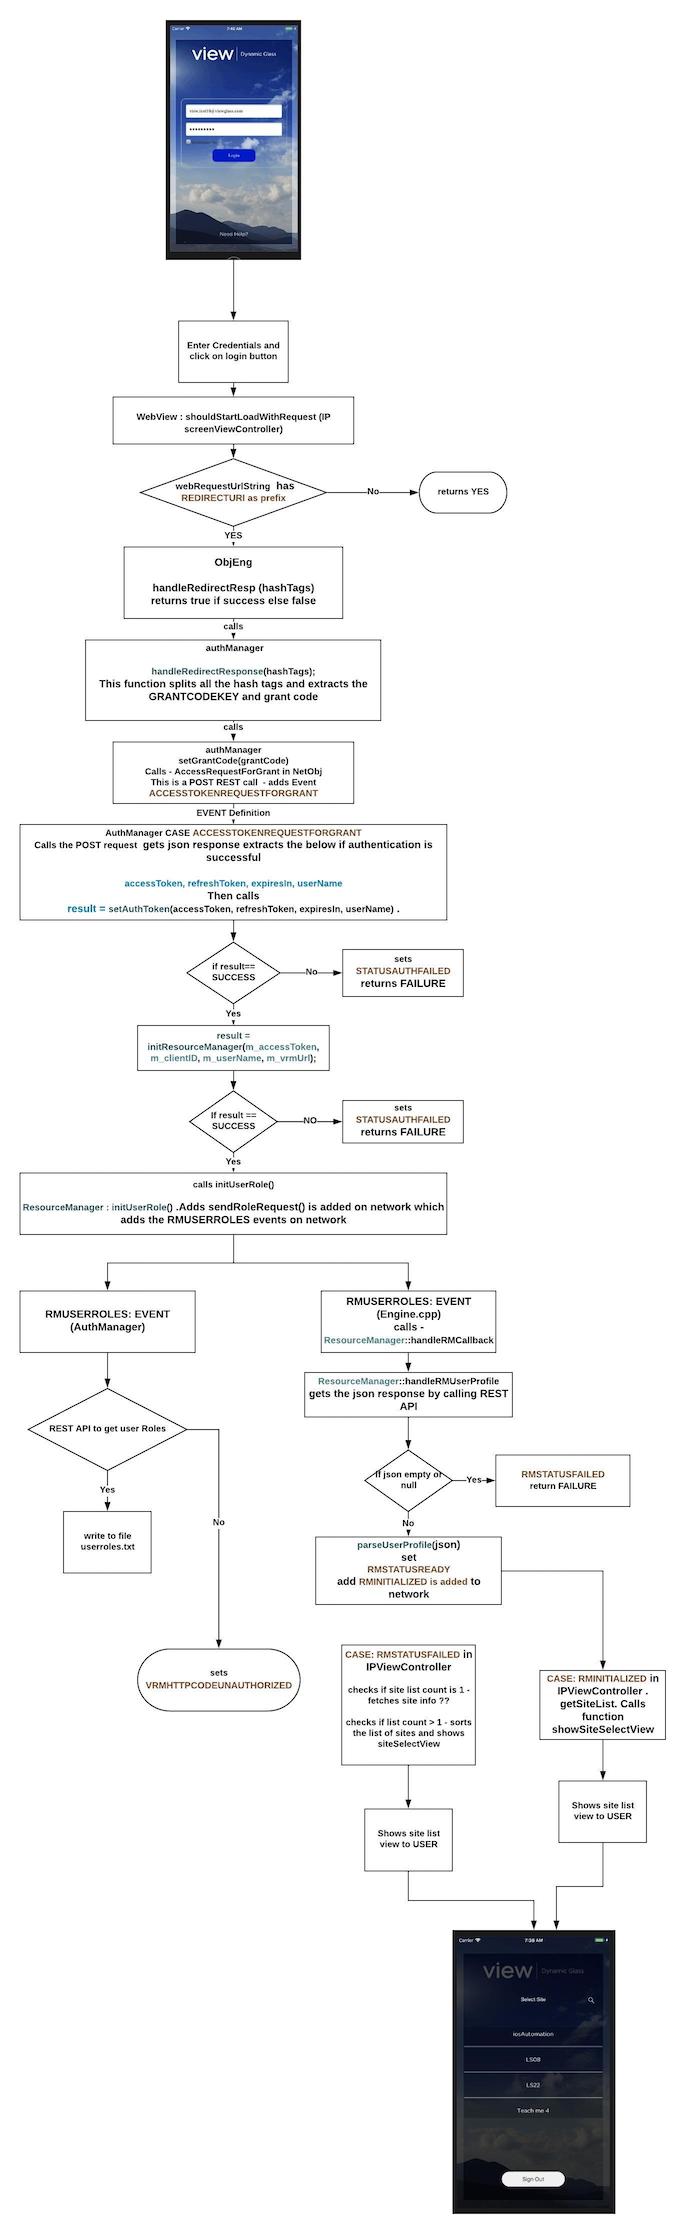 Carrier
7:40 AM
view Dynamic Glass
Login
Need Help?
Enter Credentials and
click on login button
WebView : shouldStartLoadWithRequest (IP
screenViewController)
webRequestUrlString has
REDIRECTURI as prefix
No
returns YES
YES
ObjEng
handleRedirectResp (hashTags)
returns true if success else false
calls
authManager
handleRedirectResponse(hashTags);
This function splits all the hash tags and extracts the
GRANTCODEKEY and grant code
calls
authManager
setGrantCode(grantCode)
Calls - AccessRequestForGrant in NetObj
This is a POST REST call - adds Event
ACCESSTOKENREQUESTFORGRANT
EVENT Definition
AuthManager CASE ACCESSTOKENREQUESTFORGRANT
Calls the POST request gets json response extracts the below if authentication is
successful
accessToken, refreshToken, expiresIn, userName
Then calls
result = setAuthToken(accessToken, refreshToken, expiresIn, userName) .
if result==
SUCCESS
No
sets
STATUSAUTHFAILED
returns FAILURE
Yes
result =
initResourceManager(m_accessToken,
m_clientID, m_userName, m_vrmUrl);
If result ==
SUCCESS
NO
sets
STATUSAUTHFAILED
returns FAILURE
Yes
calls initUserRole()
ResourceManager : initUserRole() .Adds sendRoleRequest() is added on network which
adds the RMUSERROLES events on network
RMUSERROLES: EVENT
(AuthManager)
RMUSERROLES: EVENT
(Engine.cpp)
calls -
ResourceManager::handleRMCallback
ResourceManager::handleRMUserProfile
gets the json response by calling REST
API
REST API to get user Roles
If json empty or
null
Yes
RMSTATUSFAILED
return FAILURE
Yes
No
No
write to file
userroles.txt
parseUserProfile(json)
set
RMSTATUSREADY
add RMINITIALIZED is added to
network
sets
VRMHTTPCODEUNAUTHORIZED
CASE: RMSTATUSFAILED in
IPViewController
checks if site list count is 1 -
fetches site info ??
checks if list count > 1 - sorts
the list of sites and shows
siteSelectView
CASE: RMINITIALIZED in
IPViewController .
getSiteList. Calls
function
showSiteSelectView
Shows site list
view to USER
Shows site list
view to USER
Carrier
7:38 AM
view Dynamic Glass
Select Site
iosAutomation
LS08
LS22
Teach me 4
Sign Out